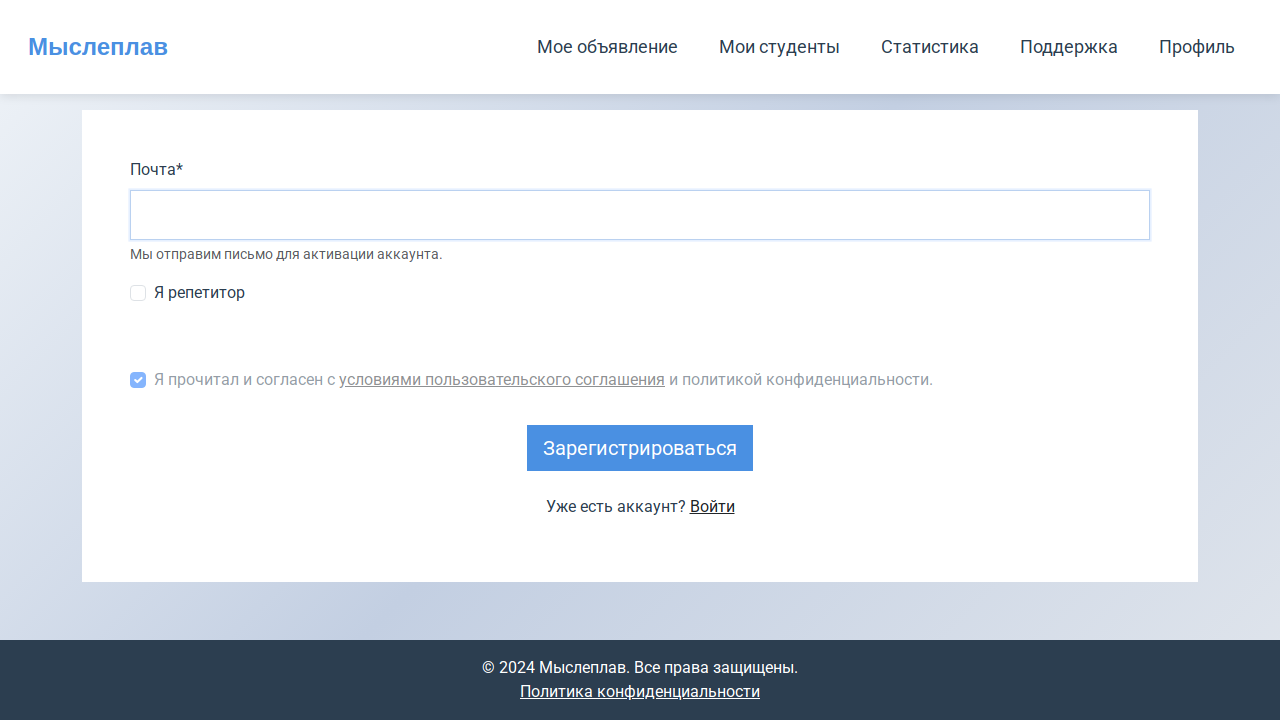 Мыслеплав
Мое объявление
Мои студенты
Статистика
Поддержка
Профиль
Почта*
Мы отправим письмо для активации аккаунта.
Я репетитор
Я прочитал и согласен с условиями пользовательского соглашения и политикой конфиденциальности.
Зарегистрироваться
Уже есть аккаунт? Войти
© 2024 Мыслеплав. Все права защищены.
Политика конфиденциальности